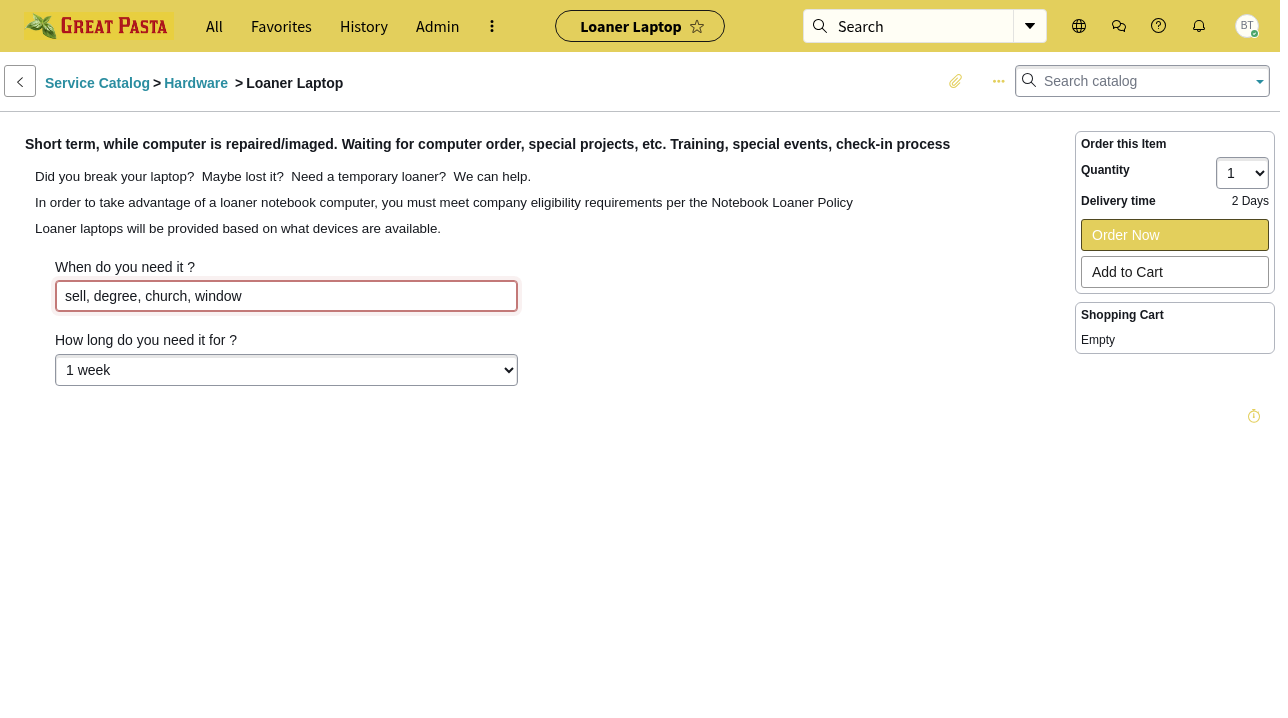 GREAT PASTA
All Favorites History Admin
Loaner Laptop
Search
BT
Service Catalog > Hardware > Loaner Laptop
Search catalog
Short term, while computer is repaired/imaged. Waiting for computer order, special projects, etc. Training, special events, check-in process
Did you break your laptop?  Maybe lost it?  Need a temporary loaner?  We can help.
In order to take advantage of a loaner notebook computer, you must meet company eligibility requirements per the Notebook Loaner Policy
Loaner laptops will be provided based on what devices are available.
When do you need it ?
sell, degree, church, window
How long do you need it for ?
1 week
Order this Item
Quantity 1
Delivery time 2 Days
Order Now
Add to Cart
Shopping Cart
Empty